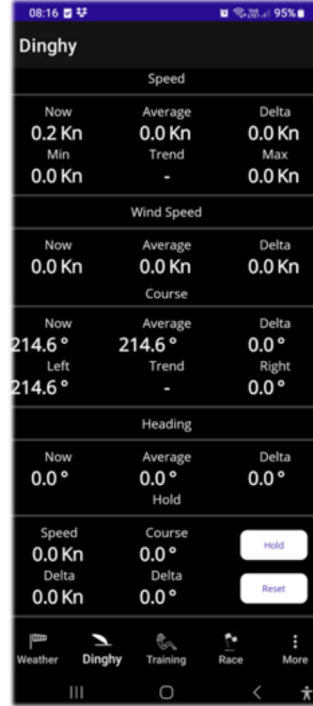 08:16 95%
Dinghy
Speed
Now Average Delta
0.2 Kn 0.0 Kn 0.0 Kn
Min Trend Max
0.0 Kn - 0.0 Kn
Wind Speed
Now Average Delta
0.0 Kn 0.0 Kn 0.0 Kn
Course
Now Average Delta
214.6 ° 214.6 ° 0.0 °
Left Trend Right
214.6 ° - 0.0 °
Heading
Now Average Delta
0.0 ° 0.0 ° 0.0 °
Hold
Speed Course
0.0 Kn 0.0 ° Hold
Delta Delta
0.0 Kn 0.0 ° Reset
Weather Dinghy Training Race More